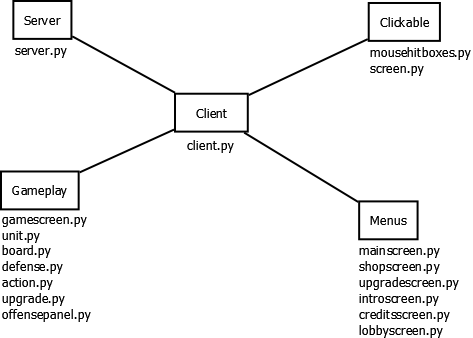 Server
server.py
Clickable
mousehitboxes.py
screen.py
Client
client.py
Gameplay
gamescreen.py
unit.py
board.py
defense.py
action.py
upgrade.py
offensepanel.py
Menus
mainscreen.py
shopscreen.py
upgradescreen.py
introscreen.py
creditsscreen.py
lobbyscreen.py